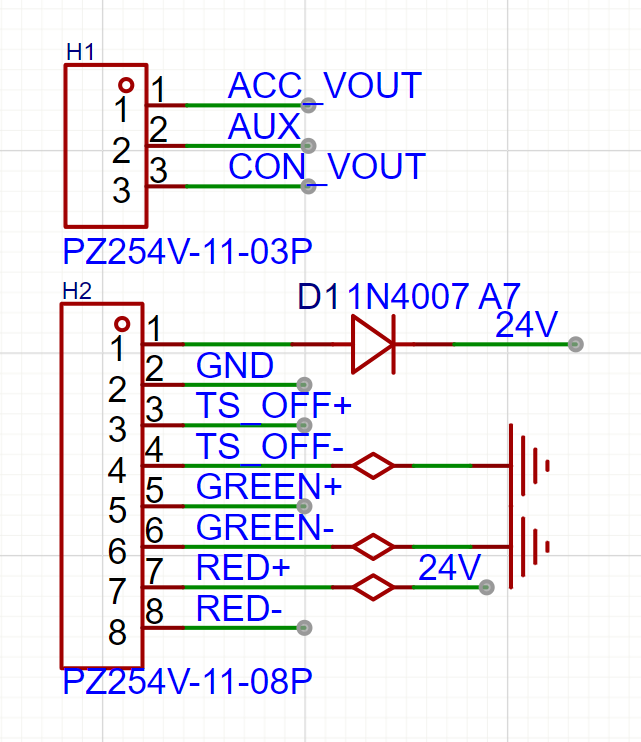 H1
1 1 ACC_VOUT
2 2 AUX
3 3 CON_VOUT
PZ254V-11-03P
H2
D1 1N4007 A7
1 1 24V
2 2 GND
3 3 TS_OFF+
4 4 TS_OFF-
5 5 GREEN+
6 6 GREEN-
7 7 RED+ 24V
8 8 RED-
PZ254V-11-08P